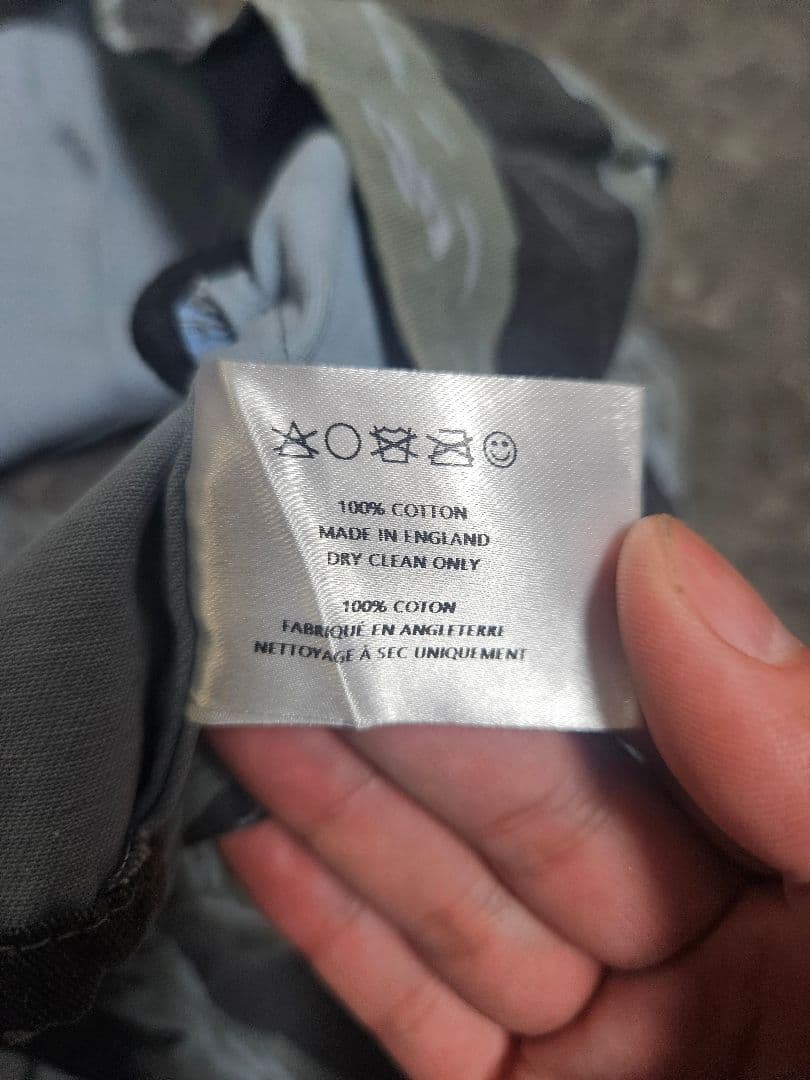 100% COTTON
MADE IN ENGLAND
DRY CLEAN ONLY
100% COTON
FABRIQUÉ EN ANGLETERRE
NETTOYAGE À SEC UNIQUEMENT